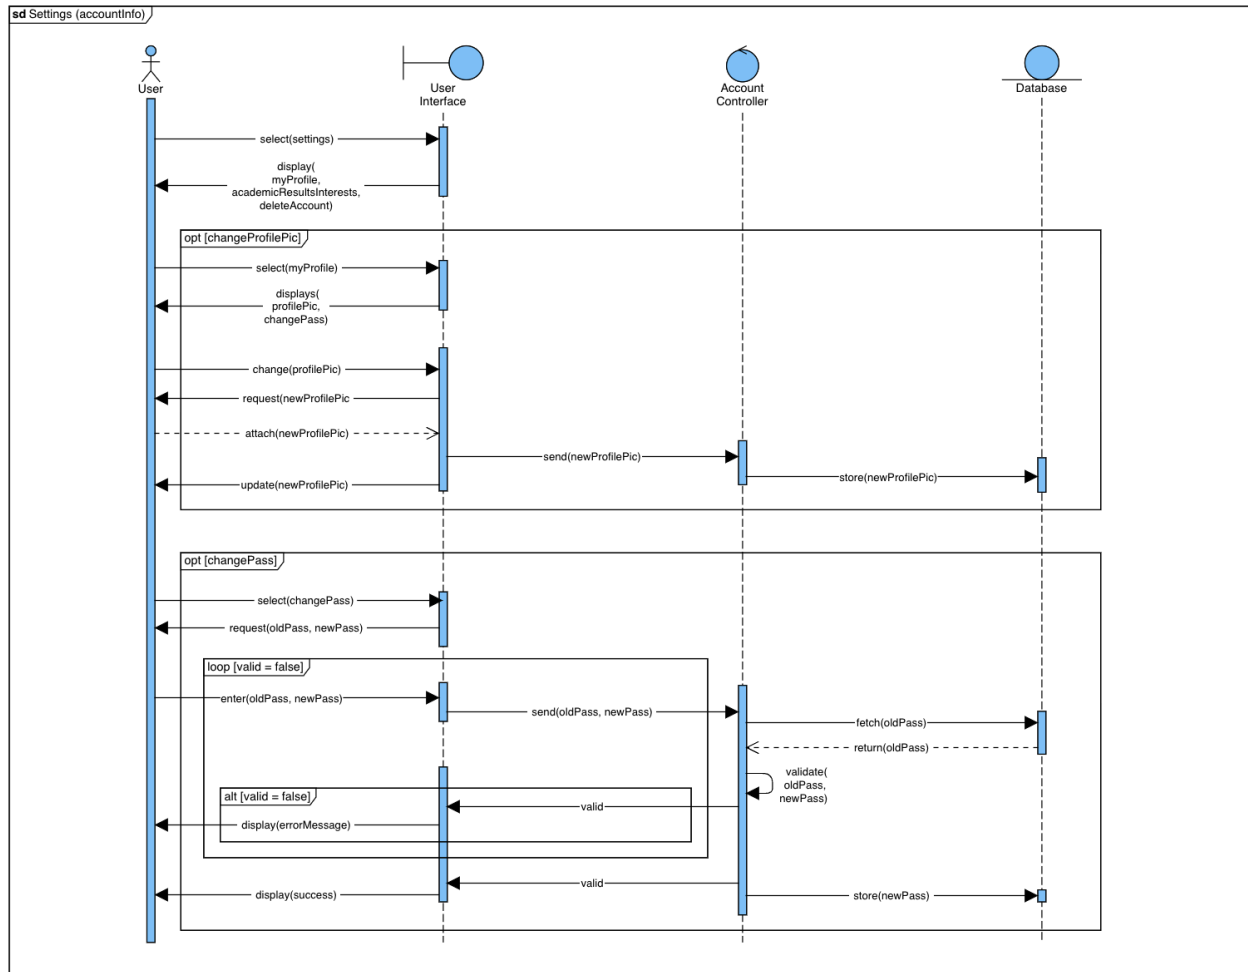 sd Settings (accountInfo)
User
User
Interface
Account
Controller
Database
select(settings)
display(
myProfile,
academicResultsInterests,
deleteAccount)
opt [changeProfilePic]
select(myProfile)
displays(
profilePic,
changePass)
change(profilePic)
request(newProfilePic
attach(newProfilePic)
send(newProfilePic)
store(newProfilePic)
update(newProfilePic)
opt [changePass]
select(changePass)
request(oldPass, newPass)
loop [valid = false]
enter(oldPass, newPass)
send(oldPass, newPass)
fetch(oldPass)
return(oldPass)
validate(
oldPass,
newPass)
alt [valid = false]
valid
display(errorMessage)
valid
display(success)
store(newPass)